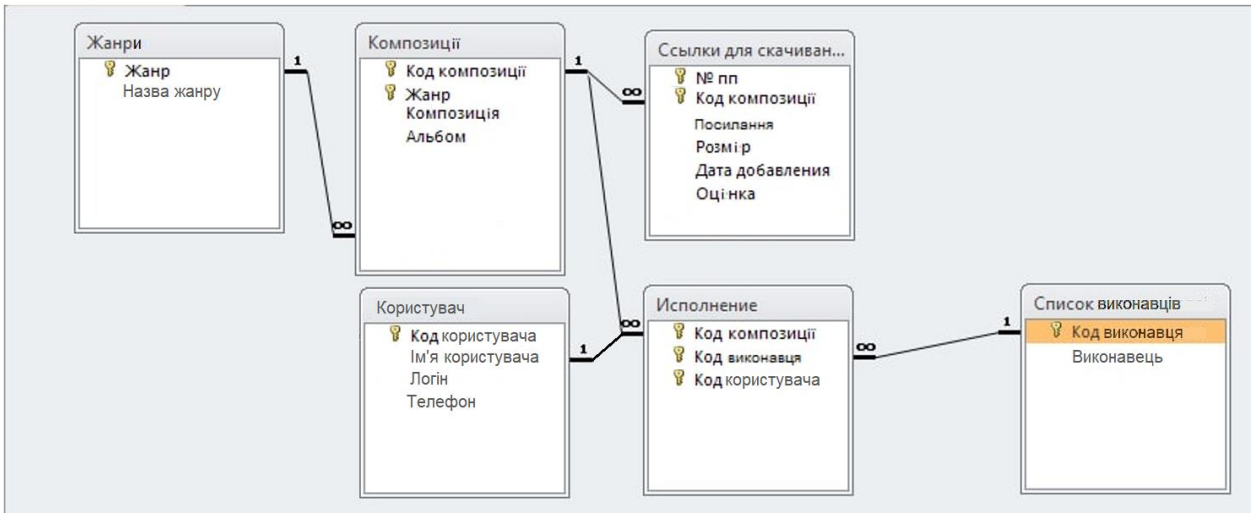 Жанри
Жанр
Назва жанру
1
∞
Композиції
Код композиції
Жанр
Композиція
Альбом
1
∞
Ссылки для скачиван...
№ пп
Код композиції
Посилання
Розмір
Дата добавления
Оцінка
Користувач
Код користувача
Ім'я користувача
Логін
Телефон
1
∞
Исполнение
Код композиції
Код виконавця
Код користувача
∞
1
Список виконавців
Код виконавця
Виконавець